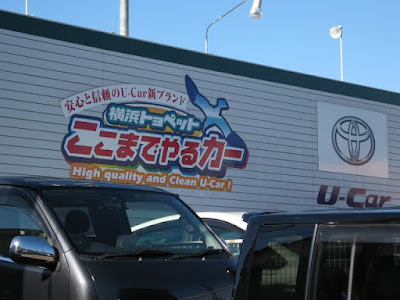 安心と信頼のU-Car新ブランド
横浜トヨペット
ここまでやるカー
High quality and Clean U-Car!
U-Car